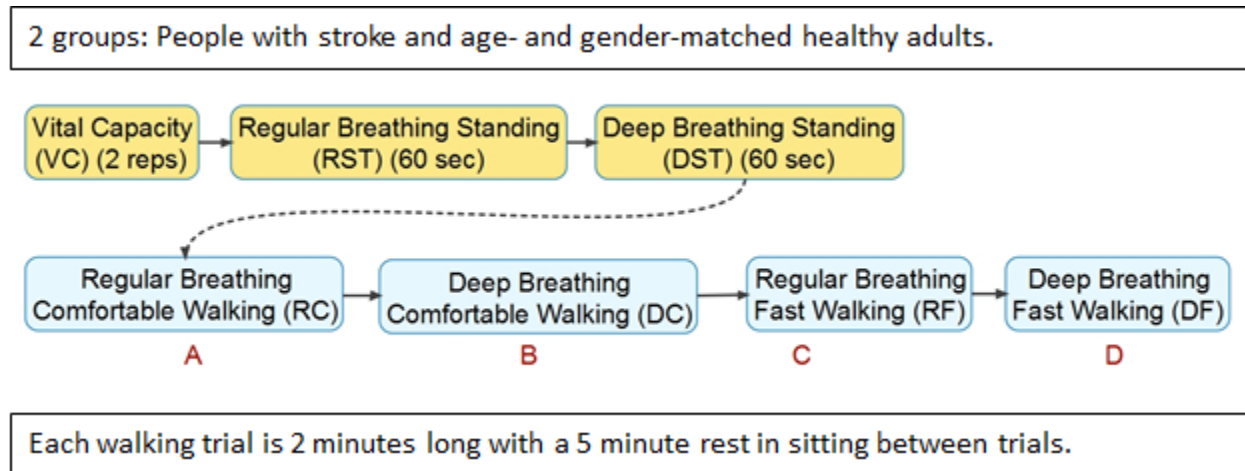 2 groups: People with stroke and age- and gender-matched healthy adults.
Vital Capacity
(VC) (2 reps)
Regular Breathing Standing
(RST) (60 sec)
Deep Breathing Standing
(DST) (60 sec)
Regular Breathing
Comfortable Walking (RC)
Deep Breathing
Comfortable Walking (DC)
Regular Breathing
Fast Walking (RF)
Deep Breathing
Fast Walking (DF)
A
B
C
D
Each walking trial is 2 minutes long with a 5 minute rest in sitting between trials.